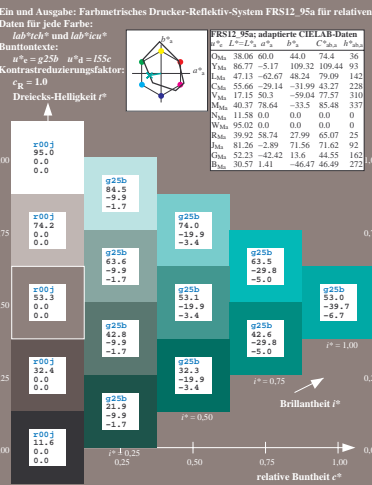 Ein und Ausgabe: Farbmetrisches Drucker-Reflektiv-System FRS12_95a für relativen
Daten für jede Farbe:
lab*tch* und lab*icu*
Bunttontexte:
u*e = g25b u*d = l55c
Kontrastreduzierungsfaktor:
cR = 1.0
Dreiecks-Helligkeit t*
b*a
a*a
FRS12_95a; adaptierte CIELAB-Daten
u*e L*=L*a a*a b*a C*ab,a h*ab,a
OMa 38.06 60.0 44.0 74.4 36
YMa 86.77 −5.17 109.32 109.44 93
LMa 47.13 −62.67 48.24 79.09 142
CMa 55.66 −29.14 −31.99 43.27 228
VMa 17.15 50.3 −59.04 77.57 310
MMa 40.37 78.64 −33.5 85.48 337
NMa 11.58 0.0 0.0 0.0 0
WMa 95.02 0.0 0.0 0.0 0
RMa 39.92 58.74 27.99 65.07 25
JMa 81.26 −2.89 71.56 71.62 92
GMa 52.23 −42.42 13.6 44.55 162
BMa 30.57 1.41 −46.47 46.49 272
r00j
95.0
0.0
0.0
g25b
84.5
−9.9
−1.7
r00j
74.2
0.0
0.0
g25b
74.0
−19.9
−3.4
g25b
63.6
−9.9
−1.7
g25b
63.5
−29.8
−5.0
r00j
53.3
0.0
0.0
g25b
53.1
−19.9
−3.4
g25b
53.0
−39.7
−6.7
g25b
42.8
−9.9
−1.7
g25b
42.6
−29.8
−5.0
i* = 1,00
r00j
32.4
0.0
0.0
g25b
32.3
−19.9
−3.4
i* = 0,75
g25b
21.9
−9.9
−1.7
Brillantheit i*
i* = 0,50
r00j
11.6
0.0
0.0
i* = 0,25
0,25 0,50 0,75 1,00
relative Buntheit c*